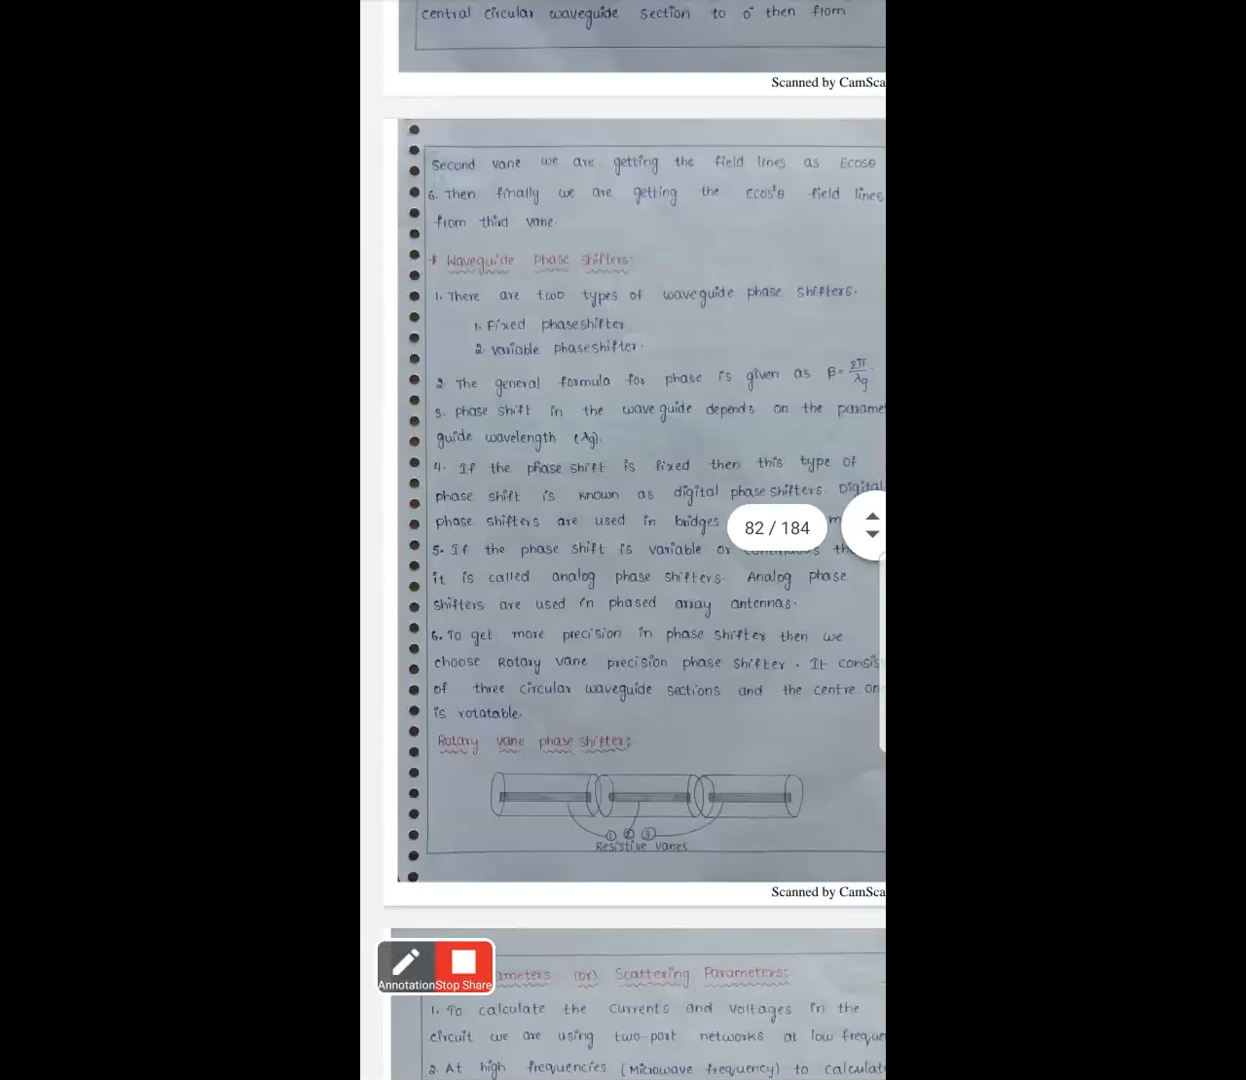 central circular waveguide section to 0° then from
Scanned by CamSca
Second vane we are getting the field lines as Ecosθ
6. Then finally we are getting the Ecos²θ field lines
from third vane
* Waveguide phase shifters:
1. There are two types of waveguide phase shifters.
1. Fixed phaseshifter
2. variable phaseshifter.
2. The general formula for phase is given as β = 2π/λg.
3. phase shift in the wave guide depends on the parame
guide wavelength (λg).
4. If the phase shift is fixed then this type of
phase shift is known as digital phase shifters. Digital
phase shifters are used in bridges
82 / 184
5. If the phase shift is variable or
it is called analog phase shifters. Analog phase
shifters are used in phased array antennas.
6. To get more precision in phase shifter then we
choose Rotary vane precision phase shifter. It consis
of three circular waveguide sections and the centre on
is rotatable.
Rotary vane phase shifter:
① ② ③
Resistive vanes
Scanned by CamSca
ameters (or) Scattering Parameters:
1. To calculate the currents and voltages in the
circuit we are using two-port networks at low freque
2. At high frequencies (Microwave frequency) to calculat
Annotation Stop Share